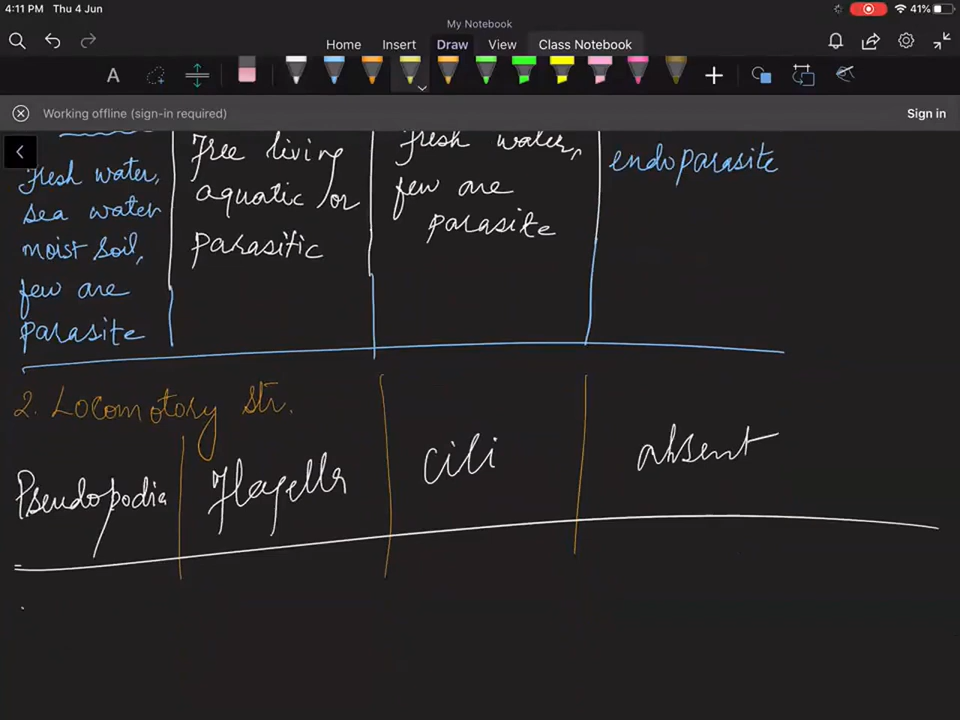 4:11 PM Thu 4 Jun
41%
My Notebook
Home Insert Draw View Class Notebook
A
Working offline (sign-in required)
Sign in
Fresh water,
sea water
moist soil,
few are
parasite
Free living
aquatic or
parasitic
Fresh water,
few are
parasite
endoparasite
2. Locomotory str.
Pseudopodia
Flagella
cili
absent